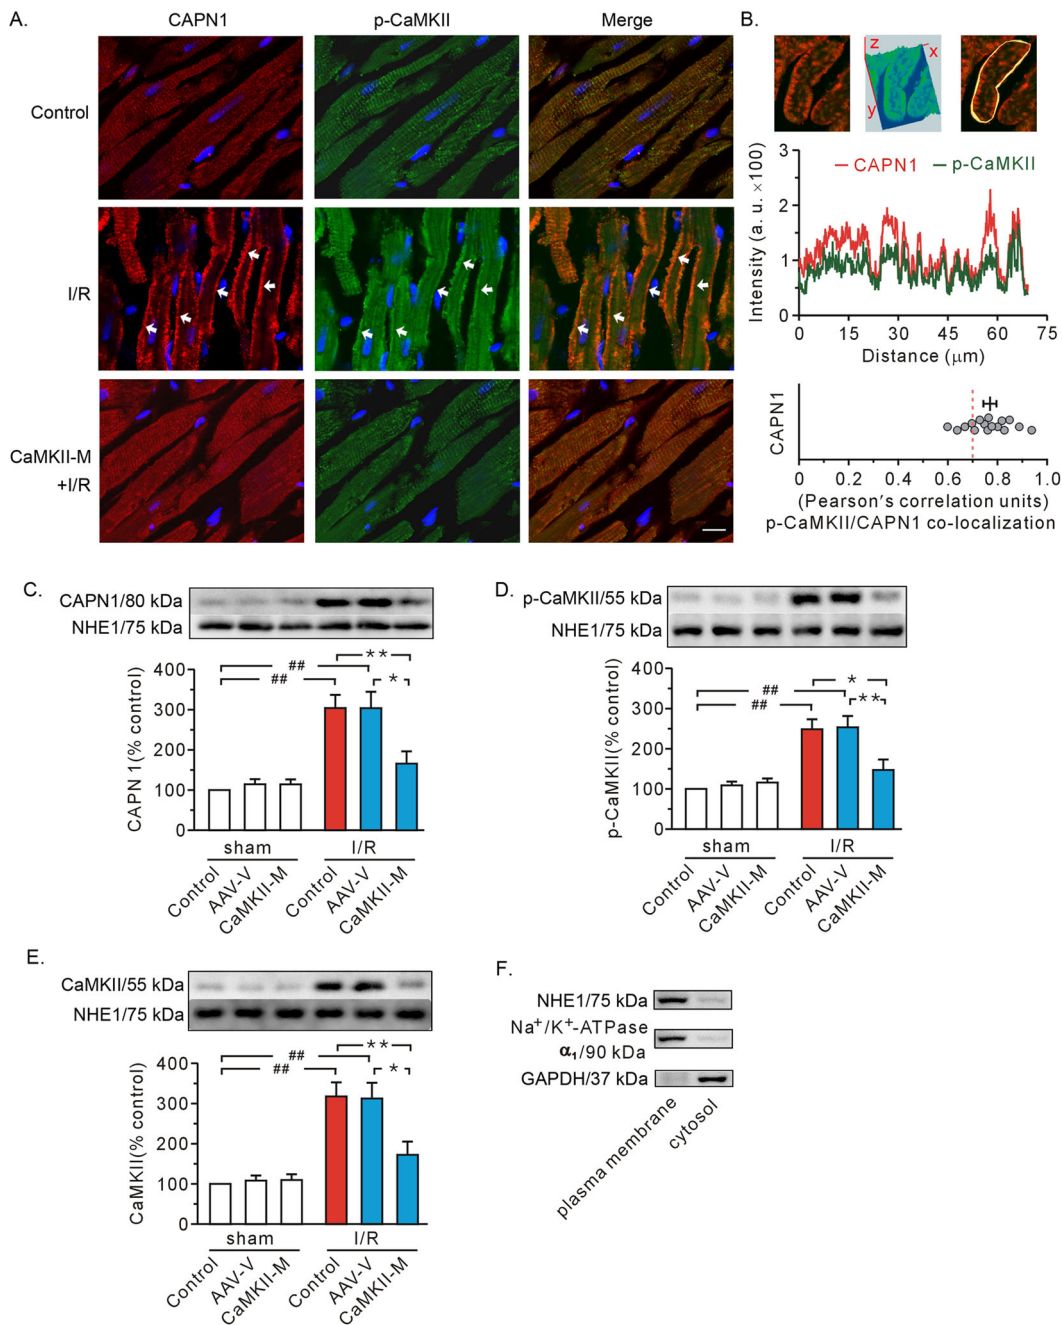 A.
CAPN1
p-CaMKII
Merge
Control
I/R
CaMKII-M
+I/R
B.
z
x
y
CAPN1
p-CaMKII
Intensity (a. u. ×100)
3
2
1
0
0
15
30
45
60
75
Distance (μm)
CAPN1
0
0.2
0.4
0.6
0.8
1.0
(Pearson's correlation units)
p-CaMKII/CAPN1 co-localization
C.
CAPN1/80 kDa
NHE1/75 kDa
CAPN 1(% control)
400
300
200
100
0
##
##
**
*
sham
I/R
Control
AAV-V
CaMKII-M
Control
AAV-V
CaMKII-M
D.
p-CaMKII/55 kDa
NHE1/75 kDa
p-CaMKII(% control)
400
300
200
100
0
##
##
*
**
sham
I/R
Control
AAV-V
CaMKII-M
Control
AAV-V
CaMKII-M
E.
CaMKII/55 kDa
NHE1/75 kDa
CaMKII(% control)
400
300
200
100
0
##
##
**
*
sham
I/R
Control
AAV-V
CaMKII-M
Control
AAV-V
CaMKII-M
F.
NHE1/75 kDa
Na⁺/K⁺-ATPase
α₁/90 kDa
GAPDH/37 kDa
plasma membrane
cytosol